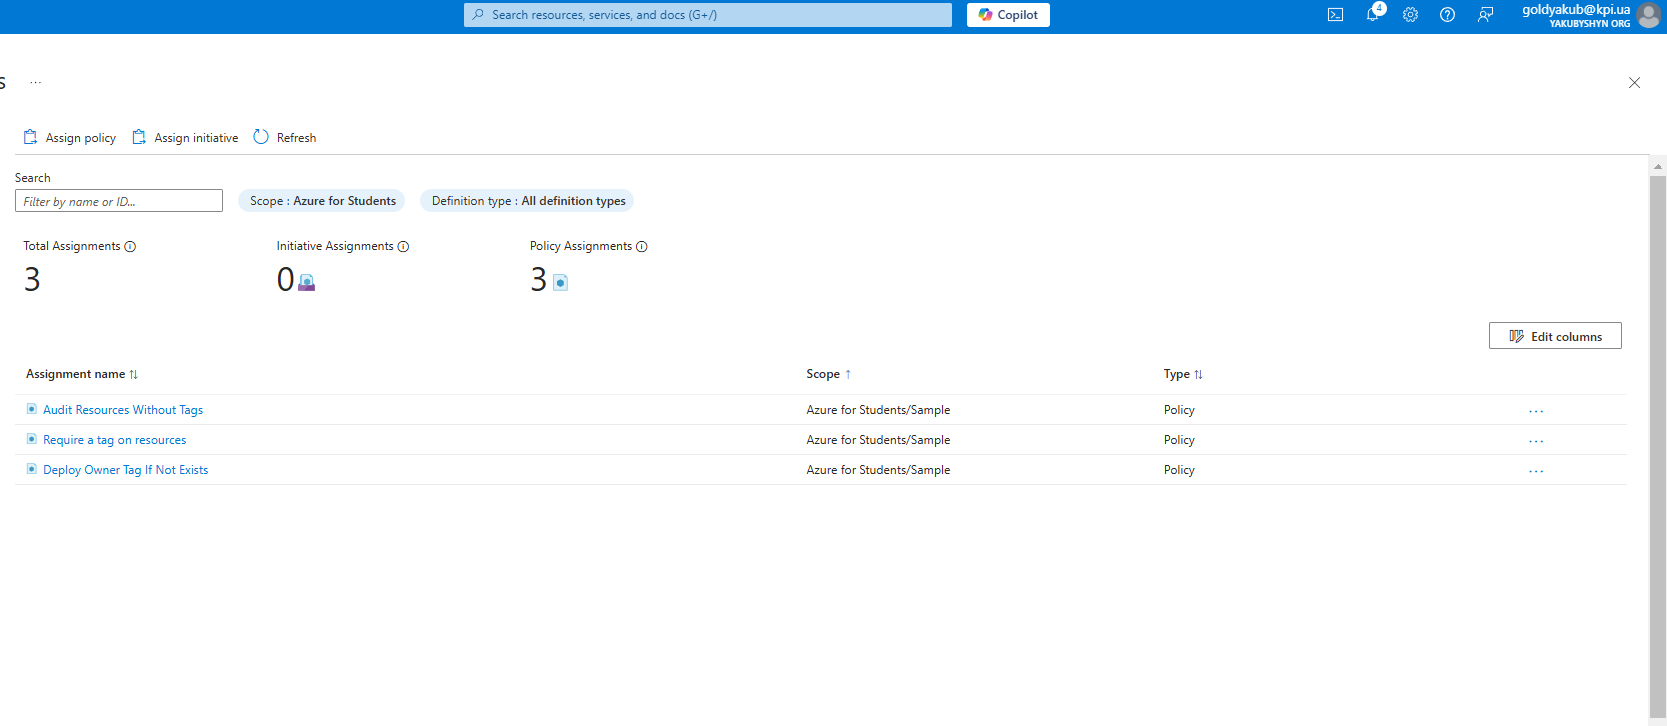 Search resources, services, and docs (G+/)
Copilot
4
goldyakub@kpi.ua
YAKUBYSHYN ORG
s ...
Assign policy Assign initiative Refresh
Search
Filter by name or ID...
Scope : Azure for Students
Definition type : All definition types
Total Assignments Initiative Assignments Policy Assignments
3 0 3
Edit columns
Assignment name Scope Type
Audit Resources Without Tags Azure for Students/Sample Policy ...
Require a tag on resources Azure for Students/Sample Policy ...
Deploy Owner Tag If Not Exists Azure for Students/Sample Policy ...